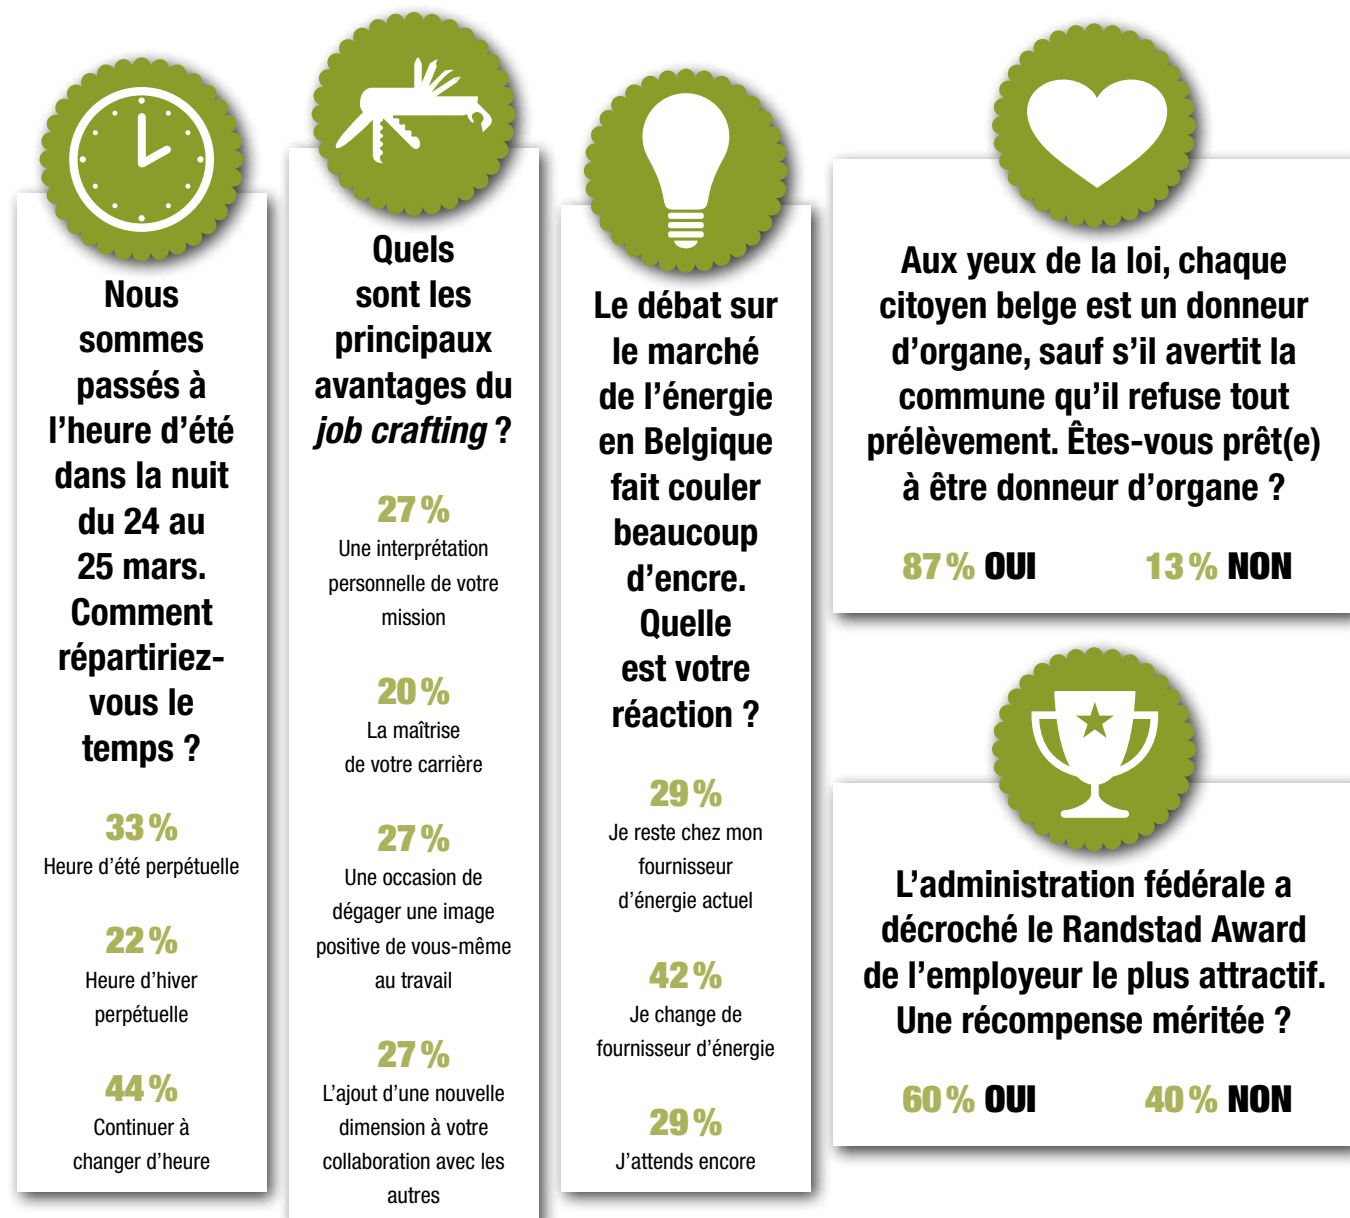 Nous
sommes
passés à
l’heure d’été
dans la nuit
du 24 au
25 mars.
Comment
répartiriez-
vous le
temps ?
33 %
Heure d’été perpétuelle
22 %
Heure d’hiver
perpétuelle
44 %
Continuer à
changer d’heure
Quels
sont les
principaux
avantages du
job crafting ?
27 %
Une interprétation
personnelle de votre
mission
20 %
La maîtrise
de votre carrière
27 %
Une occasion de
dégager une image
positive de vous-même
au travail
27 %
L’ajout d’une nouvelle
dimension à votre
collaboration avec les
autres
Le débat sur
le marché
de l’énergie
en Belgique
fait couler
beaucoup
d’encre.
Quelle
est votre
réaction ?
29 %
Je reste chez mon
fournisseur
d’énergie actuel
42 %
Je change de
fournisseur d’énergie
29 %
J’attends encore
Aux yeux de la loi, chaque
citoyen belge est un donneur
d’organe, sauf s’il avertit la
commune qu’il refuse tout
prélèvement. Êtes-vous prêt(e)
à être donneur d’organe ?
87 % OUI 13 % NON
L’administration fédérale a
décroché le Randstad Award
de l’employeur le plus attractif.
Une récompense méritée ?
60 % OUI 40 % NON